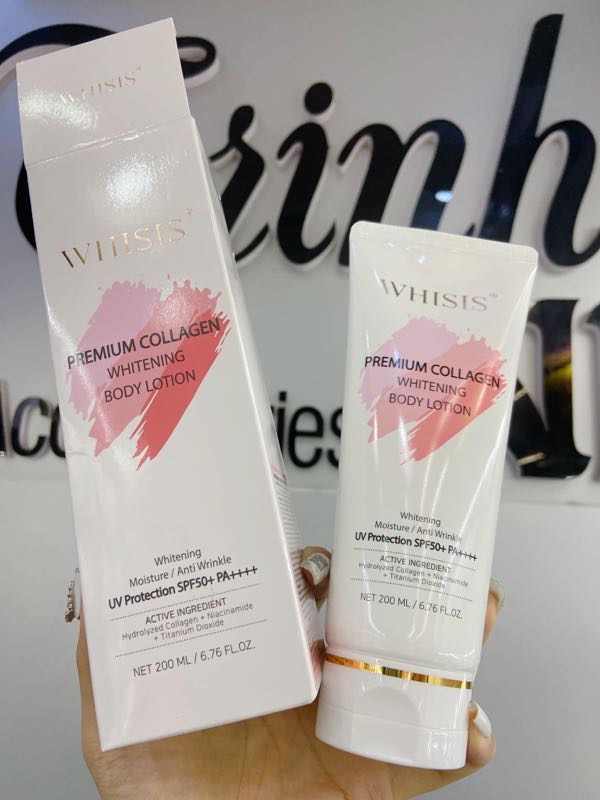 WHISIS®
WHISIS®
PREMIUM COLLAGEN
WHITENING
BODY LOTION
Whitening
Moisture / Anti Wrinkle
UV Protection SPF50+ PA++++
ACTIVE INGREDIENT
Hydrolyzed Collagen + Niacinamide
+ Titanium Dioxide
NET 200 ML / 6.76 FL.OZ.
WHISIS®
PREMIUM COLLAGEN
WHITENING
BODY LOTION
Whitening
Moisture / Anti Wrinkle
UV Protection SPF50+ PA++++
ACTIVE INGREDIENT
Hydrolyzed Collagen + Niacinamide
+ Titanium Dioxide
NET 200 ML / 6.76 FL.OZ.